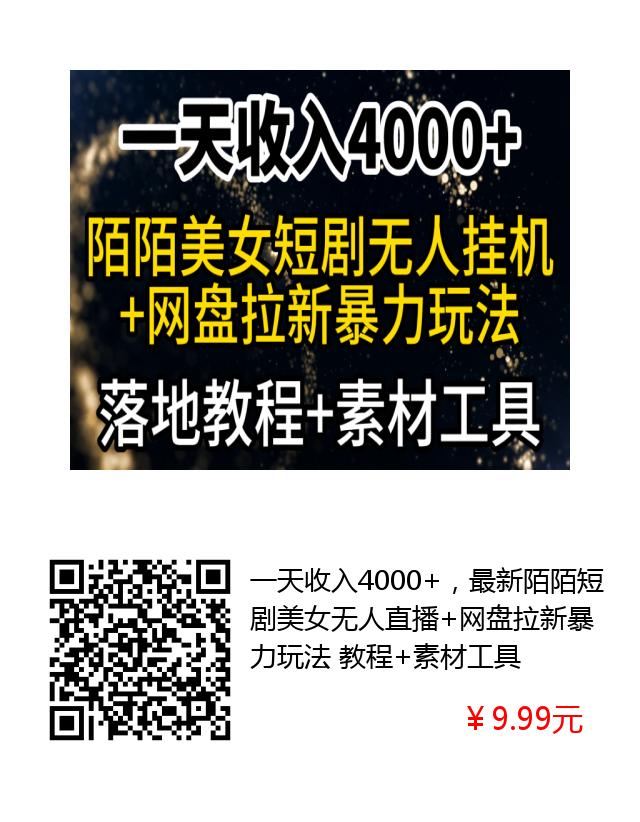 一天收入4000+
陌陌美女短剧无人挂机
+网盘拉新暴力玩法
落地教程+素材工具
一天收入4000+，最新陌陌短
剧美女无人直播+网盘拉新暴
力玩法 教程+素材工具
¥9.99元